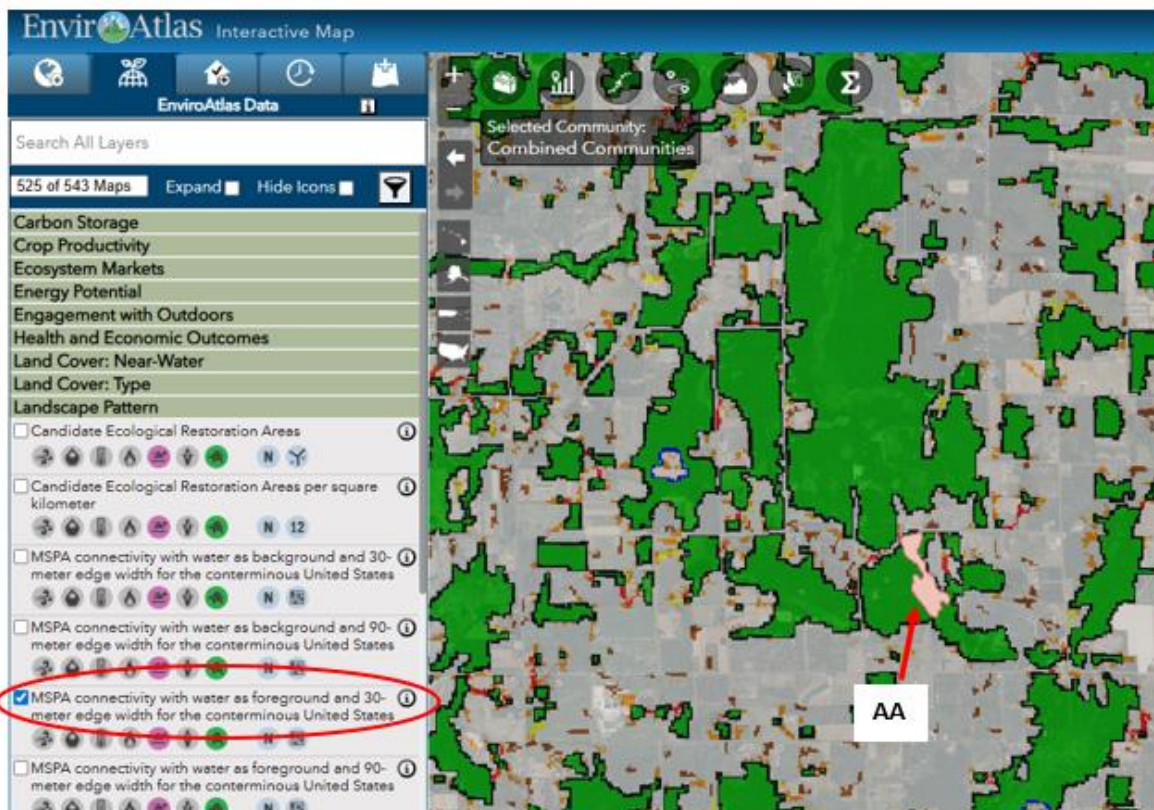 EnviroAtlas Interactive Map
EnviroAtlas Data
Search All Layers
525 of 543 Maps Expand Hide Icons
Carbon Storage
Crop Productivity
Ecosystem Markets
Energy Potential
Engagement with Outdoors
Health and Economic Outcomes
Land Cover: Near-Water
Land Cover: Type
Landscape Pattern
Candidate Ecological Restoration Areas
N
Candidate Ecological Restoration Areas per square
kilometer
N 12
MSPA connectivity with water as background and 30-
meter edge width for the conterminous United States
N
MSPA connectivity with water as background and 90-
meter edge width for the conterminous United States
N
MSPA connectivity with water as foreground and 30-
meter edge width for the conterminous United States
N
MSPA connectivity with water as foreground and 90-
meter edge width for the conterminous United States
N
+
Σ
−
Selected Community:
Combined Communities
AA